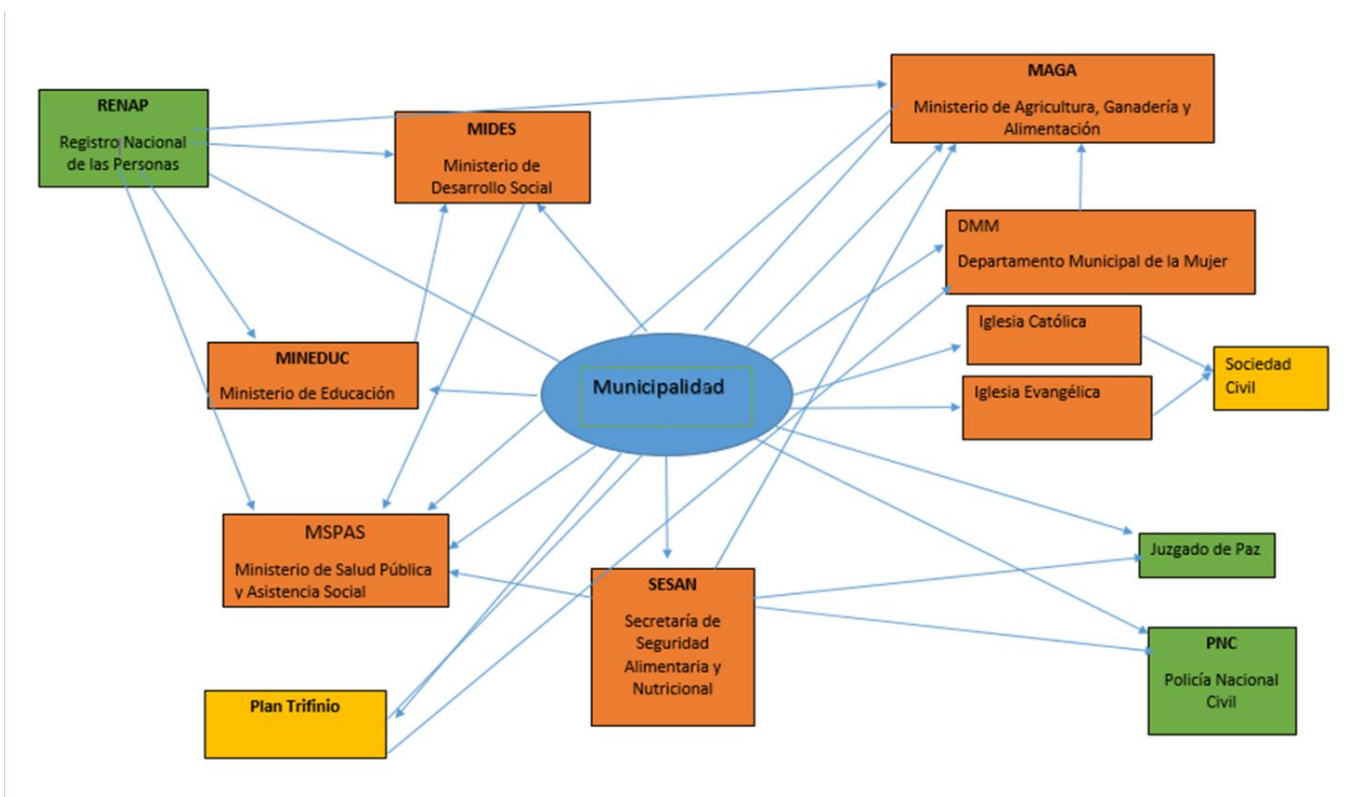 RENAP
Registro Nacional
de las Personas
MIDES
Ministerio de
Desarrollo Social
MAGA
Ministerio de Agricultura, Ganadería y
Alimentación
DMM
Departamento Municipal de la Mujer
Iglesia Católica
Sociedad
Civil
Iglesia Evangélica
MINEDUC
Ministerio de Educación
Municipalidad
MSPAS
Ministerio de Salud Pública
y Asistencia Social
SESAN
Secretaría de
Seguridad
Alimentaria y
Nutricional
Juzgado de Paz
PNC
Policía Nacional
Civil
Plan Trifinio